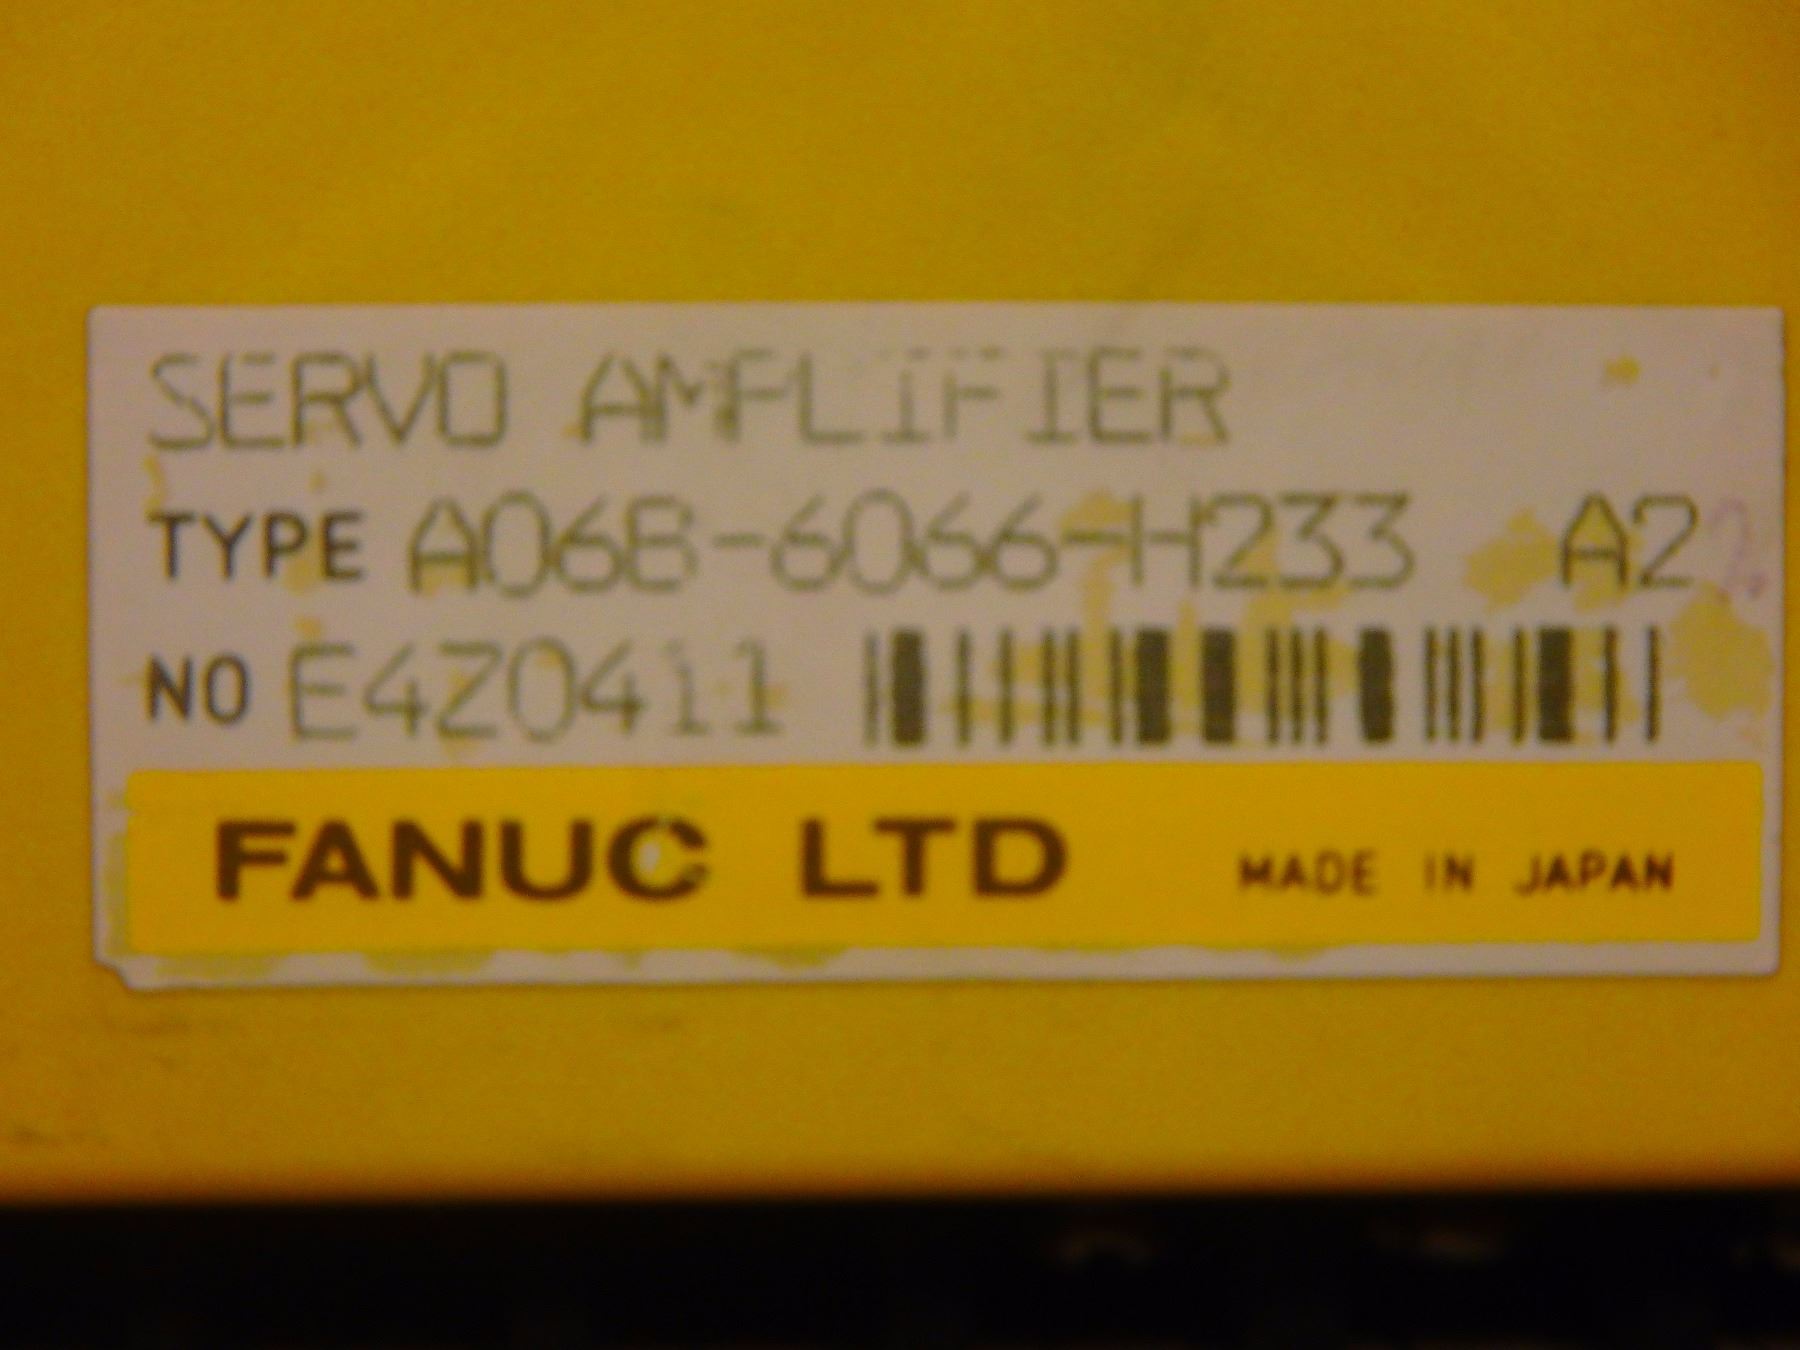 SERVO AMPLIFIER
TYPE A06B-6066-H233 A2
NO E4Z0411
FANUC LTD MADE IN JAPAN